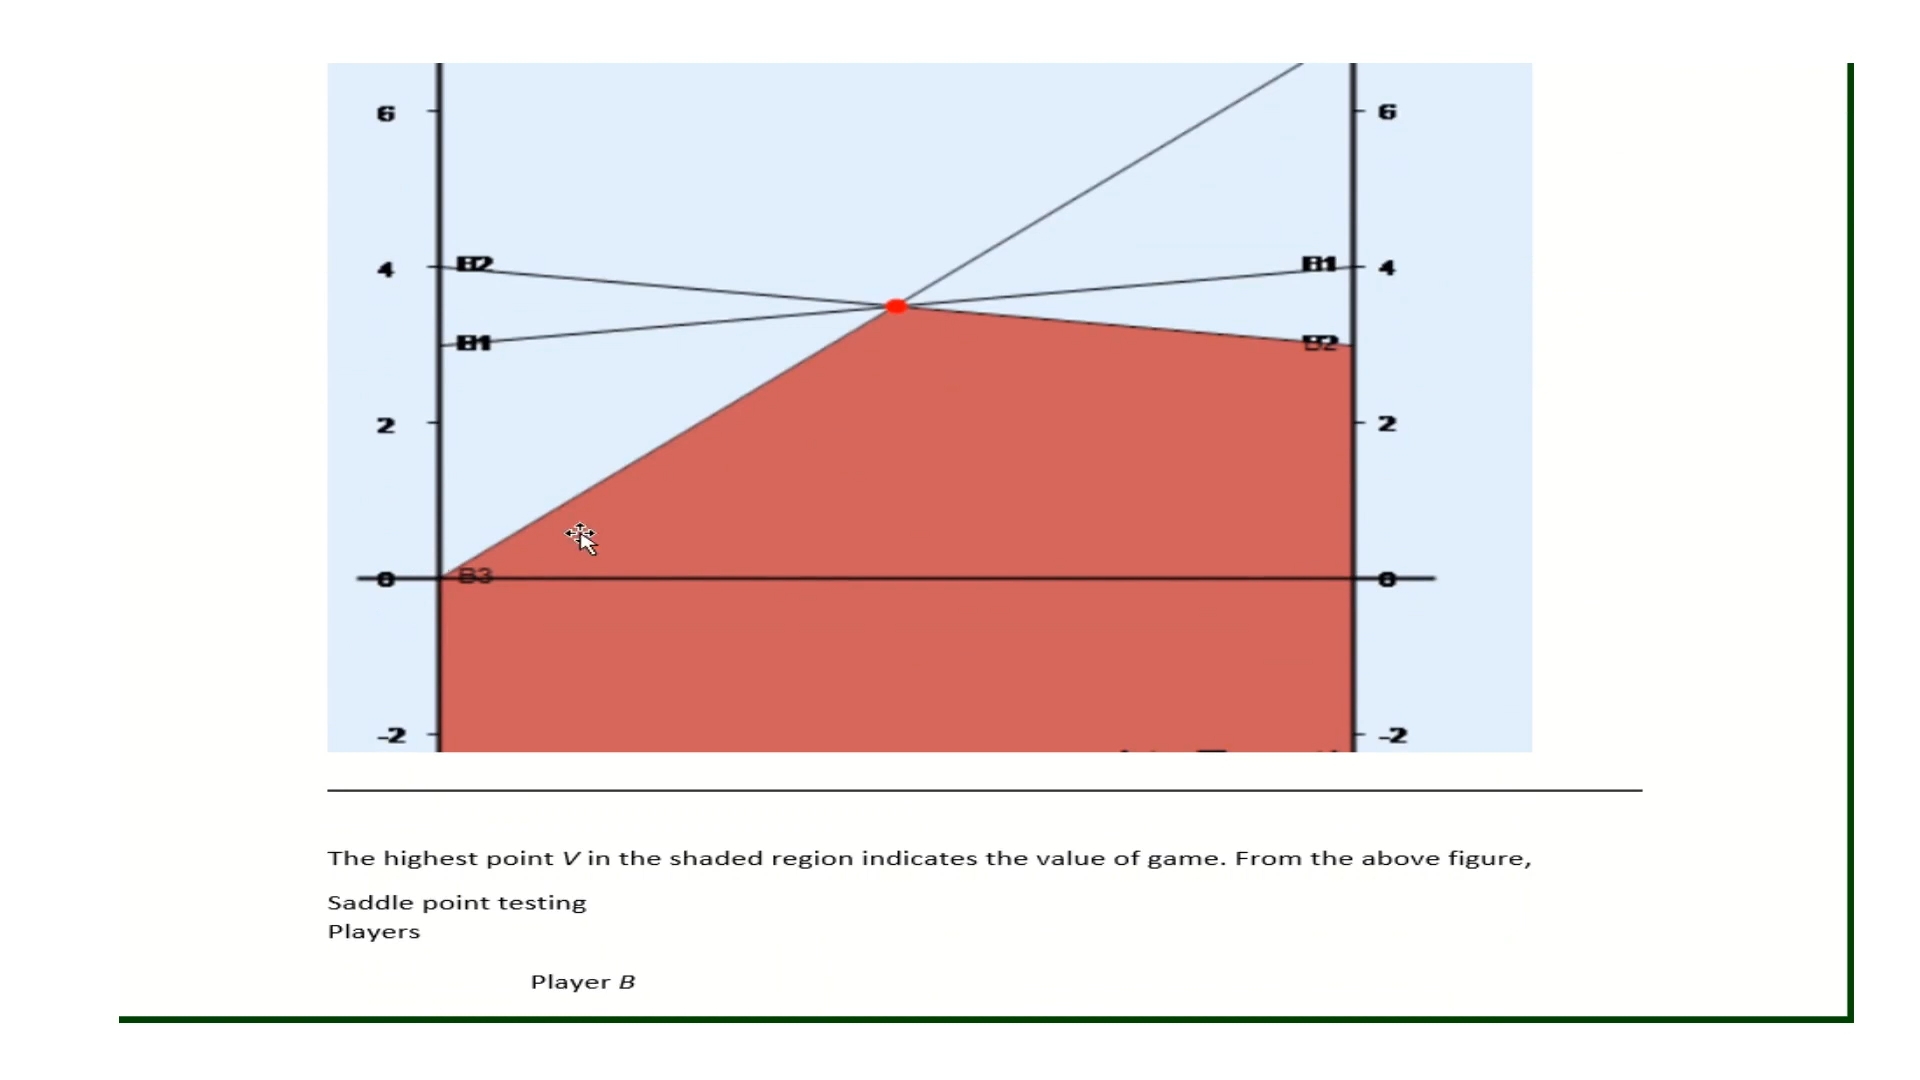 6 6
4 B2 B1 4
B1 B2
2 2
0 B3 0
-2 -2
The highest point V in the shaded region indicates the value of game. From the above figure,
Saddle point testing
Players
Player B